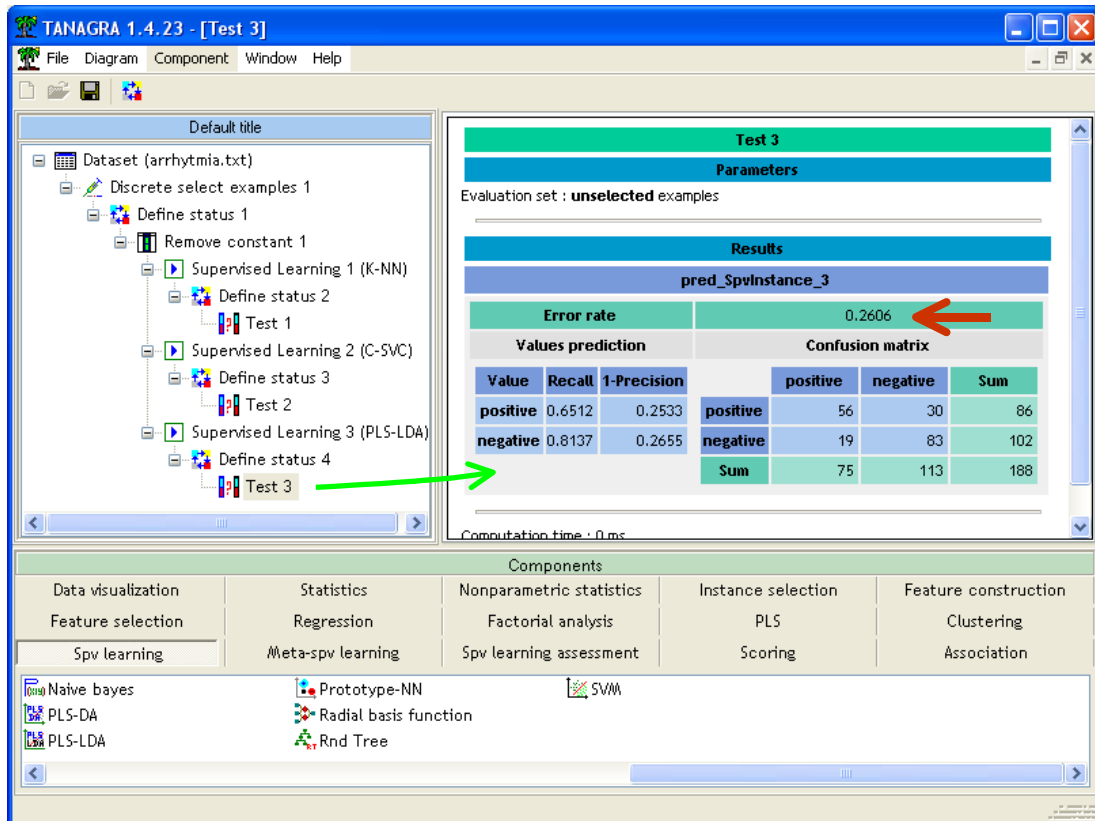 TANAGRA 1.4.23 - [Test 3]
File Diagram Component Window Help
Default title
Dataset (arrhytmia.txt)
Discrete select examples 1
Define status 1
Remove constant 1
Supervised Learning 1 (K-NN)
Define status 2
Test 1
Supervised Learning 2 (C-SVC)
Define status 3
Test 2
Supervised Learning 3 (PLS-LDA)
Define status 4
Test 3
Test 3
Parameters
Evaluation set : unselected examples
Results
pred_SpvInstance_3
Error rate 0.2606
Values prediction Confusion matrix
Value Recall 1-Precision positive negative Sum
positive 0.6512 0.2533 positive 56 30 86
negative 0.8137 0.2655 negative 19 83 102
Sum 75 113 188
Computation time : 0 ms
Components
Data visualization Statistics Nonparametric statistics Instance selection Feature construction
Feature selection Regression Factorial analysis PLS Clustering
Spv learning Meta-spv learning Spv learning assessment Scoring Association
Naive bayes Prototype-NN SVM
PLS-DA Radial basis function
PLS-LDA Rnd Tree